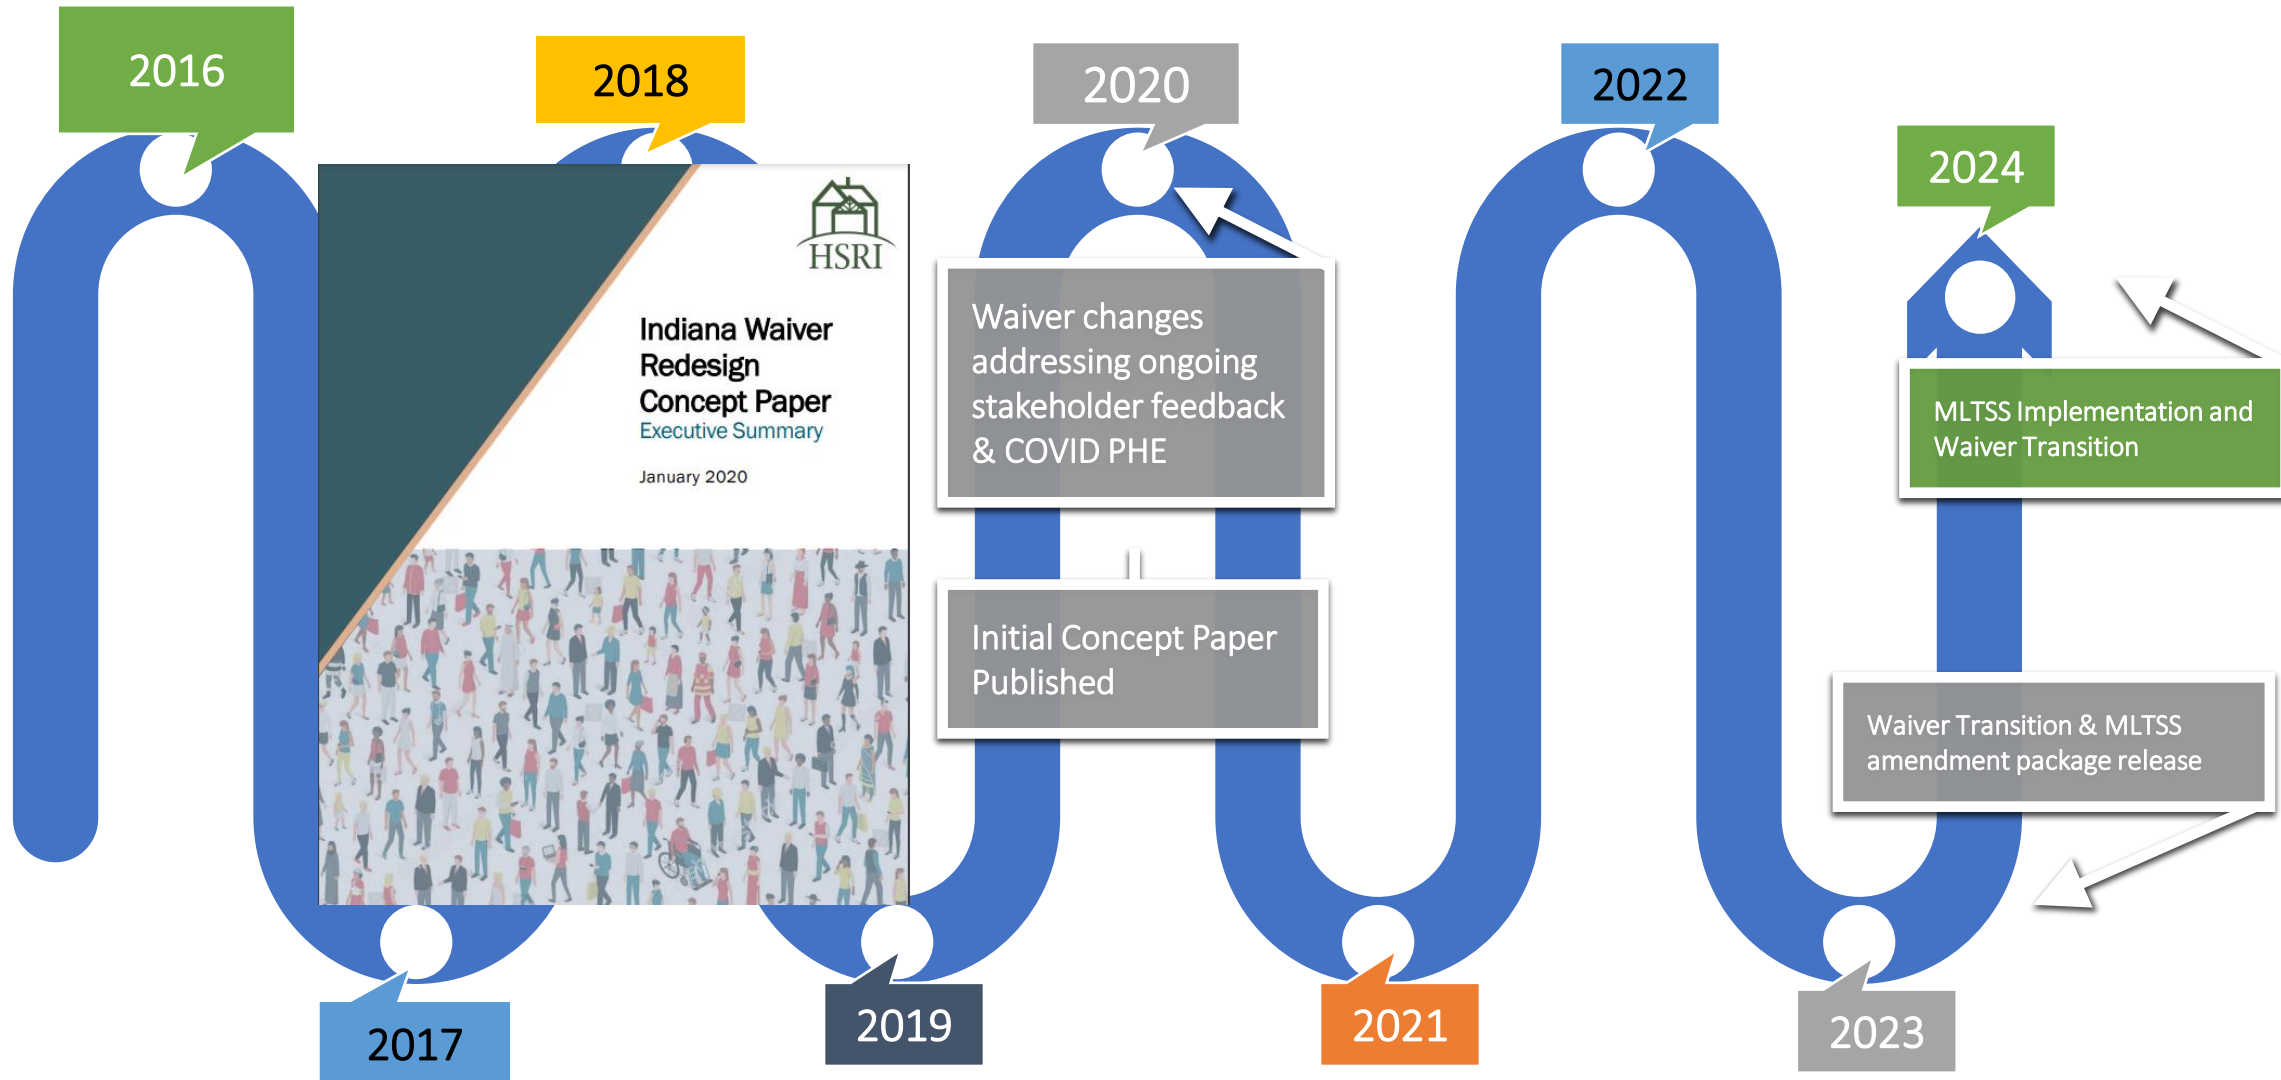 2016
2018
2020
2022
2024
HSRI
Indiana Waiver
Redesign
Concept Paper
Executive Summary
January 2020
Waiver changes
addressing ongoing
stakeholder feedback
& COVID PHE
Initial Concept Paper
Published
MLTSS Implementation and
Waiver Transition
Waiver Transition & MLTSS
amendment package release
2017
2019
2021
2023